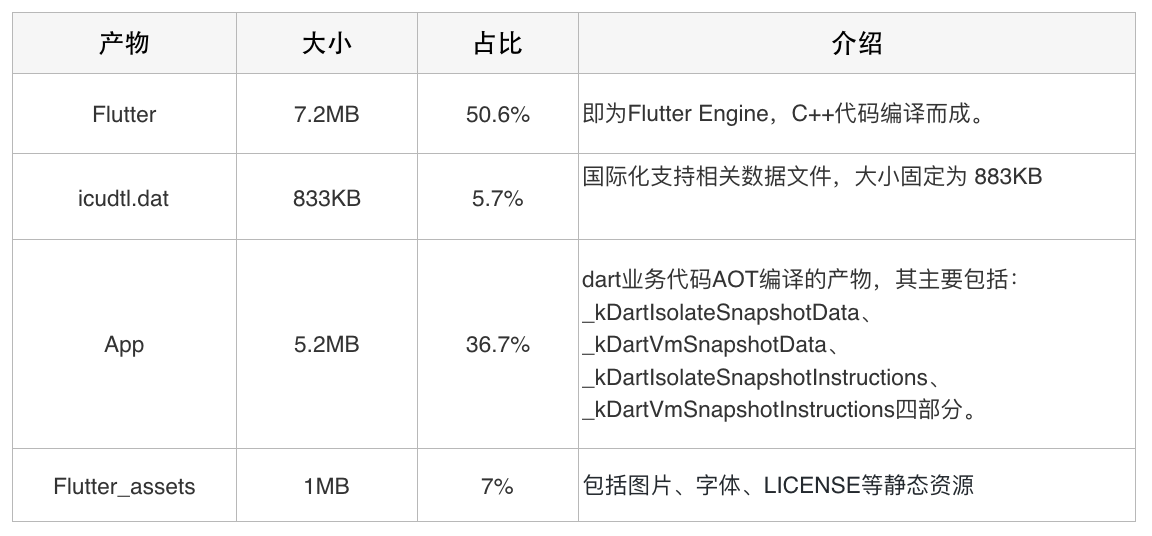 产物 大小 占比 介绍
Flutter 7.2MB 50.6% 即为Flutter Engine，C++代码编译而成。
icudtl.dat 833KB 5.7% 国际化支持相关数据文件，大小固定为 883KB
App 5.2MB 36.7% dart业务代码AOT编译的产物，其主要包括：
_kDartIsolateSnapshotData、
_kDartVmSnapshotData、
_kDartIsolateSnapshotInstructions、
_kDartVmSnapshotInstructions四部分。
Flutter_assets 1MB 7% 包括图片、字体、LICENSE等静态资源